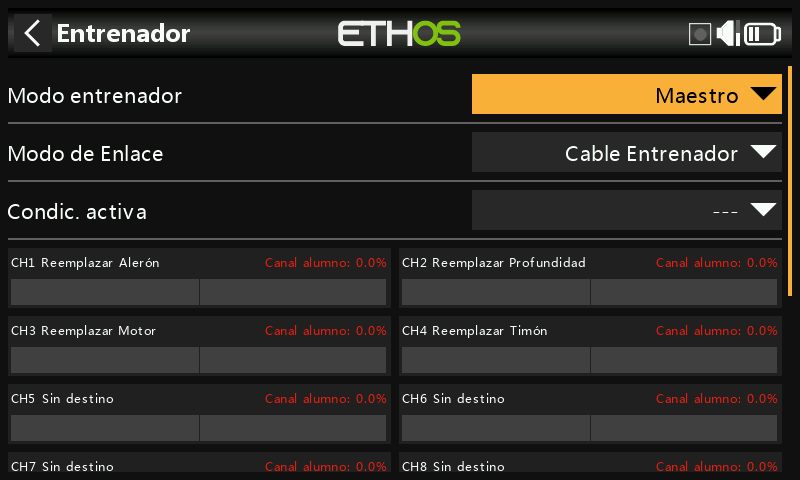 Entrenador
ETHOS
Modo entrenador
Maestro
Modo de Enlace
Cable Entrenador
Condic. activa
---
CH1 Reemplazar Alerón
Canal alumno: 0.0%
CH2 Reemplazar Profundidad
Canal alumno: 0.0%
CH3 Reemplazar Motor
Canal alumno: 0.0%
CH4 Reemplazar Timón
Canal alumno: 0.0%
CH5 Sin destino
Canal alumno: 0.0%
CH6 Sin destino
Canal alumno: 0.0%
CH7 Sin destino
Canal alumno: 0.0%
CH8 Sin destino
Canal alumno: 0.0%